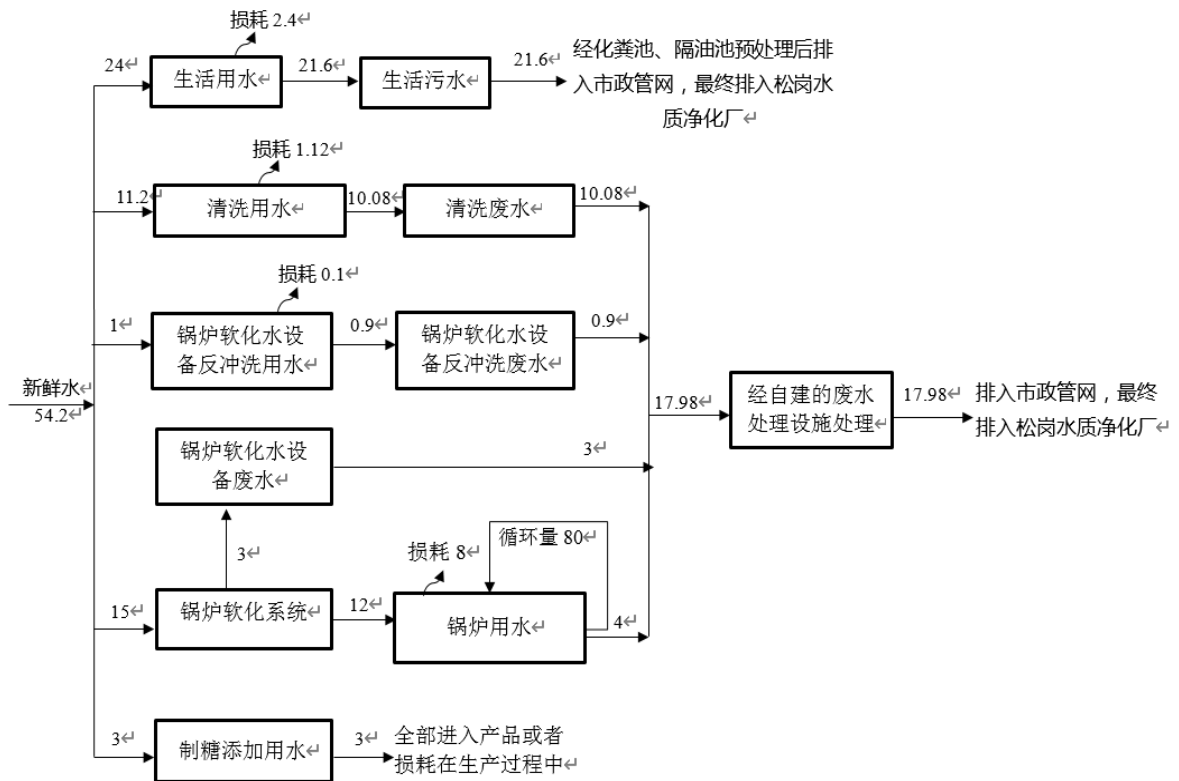 损耗 2.4↵
24↵
生活用水↵
21.6↵
生活污水↵
21.6↵
经化粪池、隔油池预处理后排
入市政管网，最终排入松岗水
质净化厂↵
损耗 1.12↵
11.2↵
清洗用水↵
10.08↵
清洗废水↵
10.08↵
损耗 0.1↵
1↵
锅炉软化水设
备反冲洗用水↵
0.9↵
锅炉软化水设
备反冲洗废水↵
0.9↵
新鲜水↵
54.2↵
17.98↵
经自建的废水
处理设施处理↵
17.98↵
排入市政管网，最终
排入松岗水质净化厂↵
锅炉软化水设
备废水↵
3↵
3↵
循环量 80↵
损耗 8↵
15↵
锅炉软化系统↵
12↵
锅炉用水↵
4↵
3↵
制糖添加用水↵
3↵
全部进入产品或者
损耗在生产过程中↵